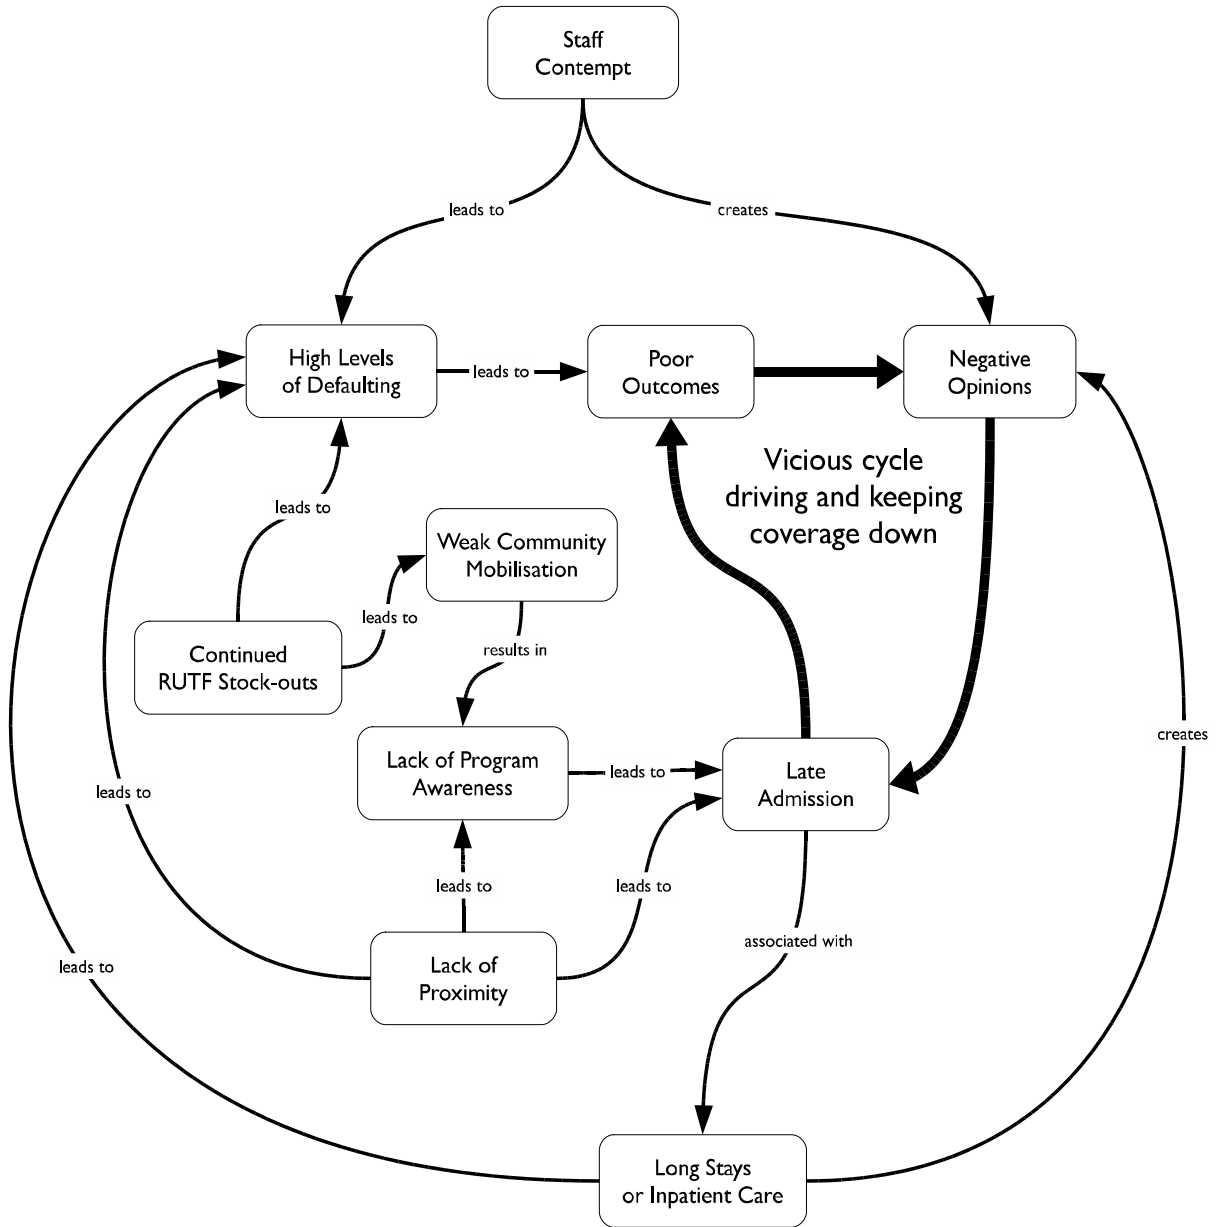 Staff
Contempt
leads to
creates
High Levels
of Defaulting
leads to
Poor
Outcomes
Negative
Opinions
Vicious cycle
driving and keeping
coverage down
leads to
Weak Community
Mobilisation
leads to
results in
Continued
RUTF Stock-outs
Lack of Program
Awareness
leads to
Late
Admission
creates
leads to
leads to
leads to
associated with
leads to
Lack of
Proximity
Long Stays
or Inpatient Care